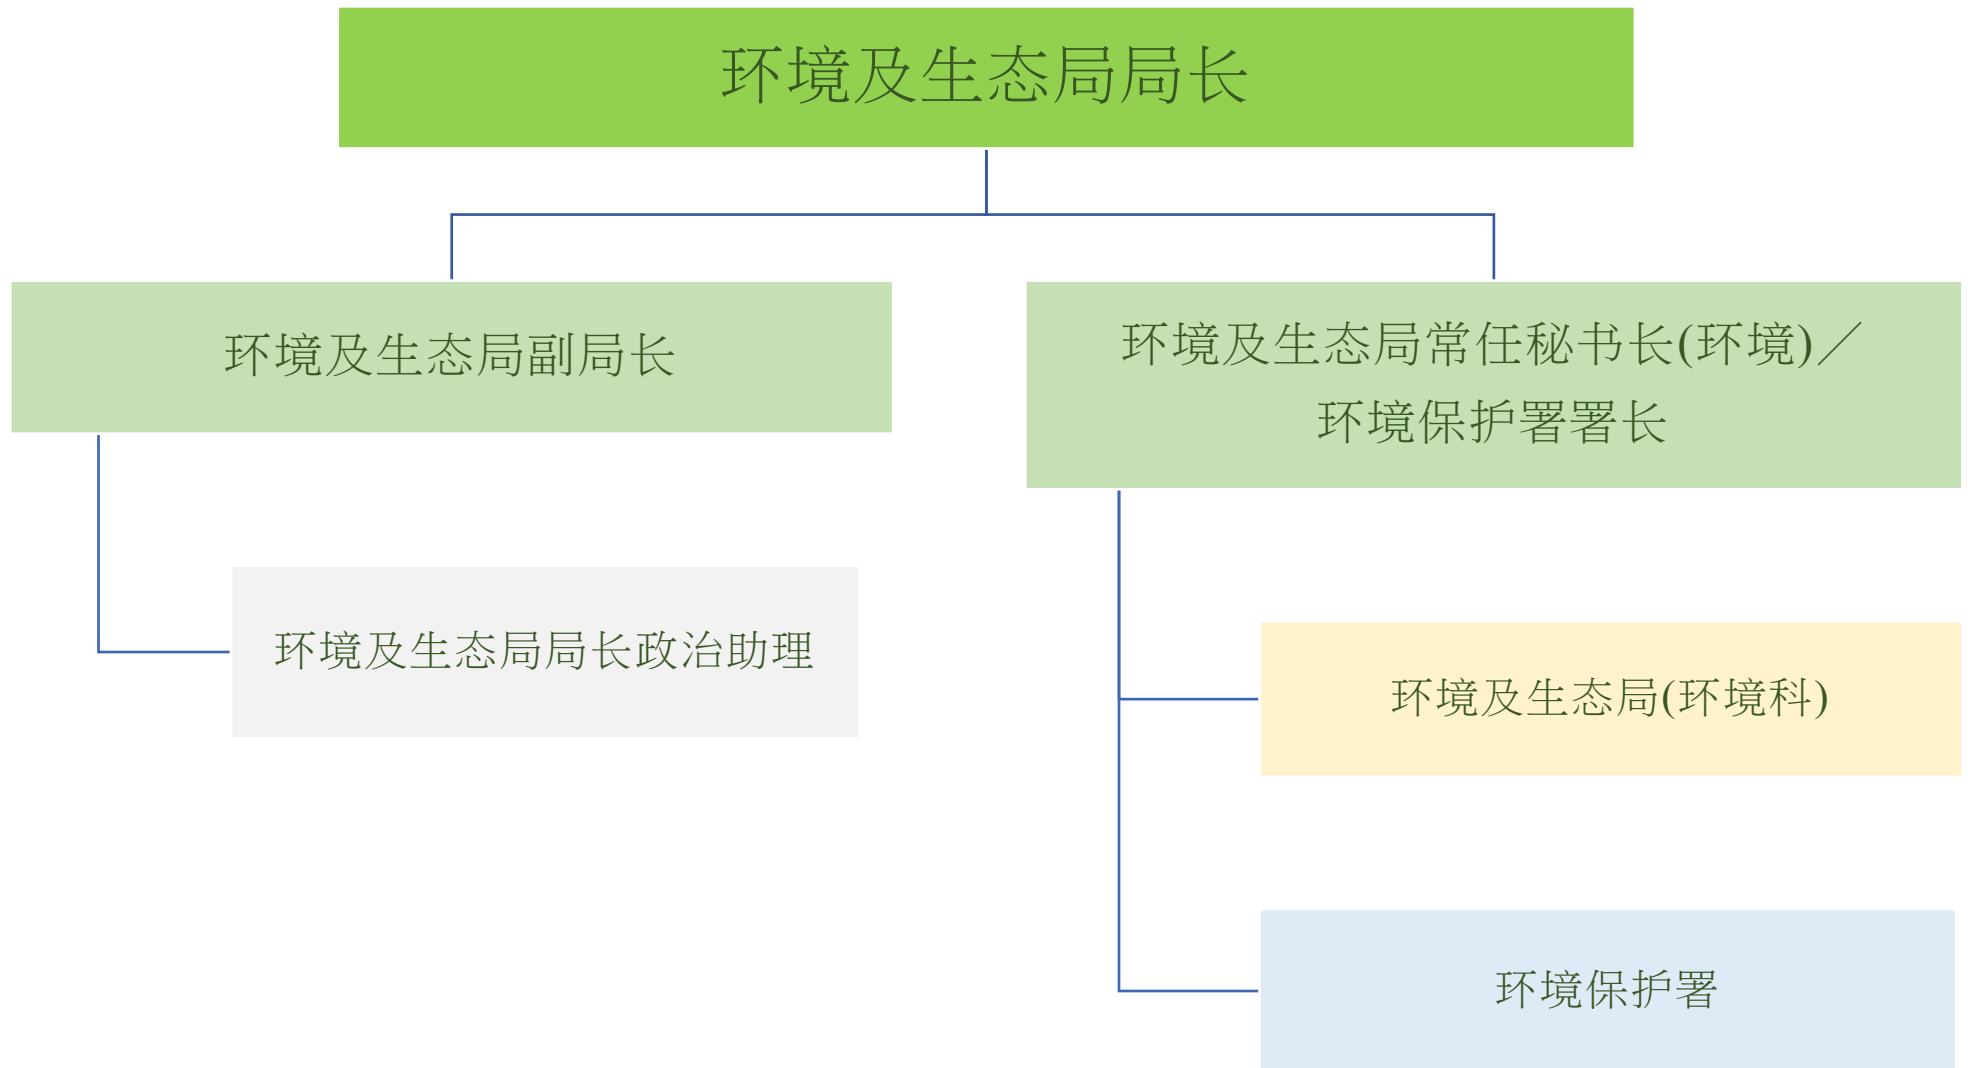 环境及生态局局长
环境及生态局副局长
环境及生态局常任秘书长(环境)／
环境保护署署长
环境及生态局局长政治助理
环境及生态局(环境科)
环境保护署